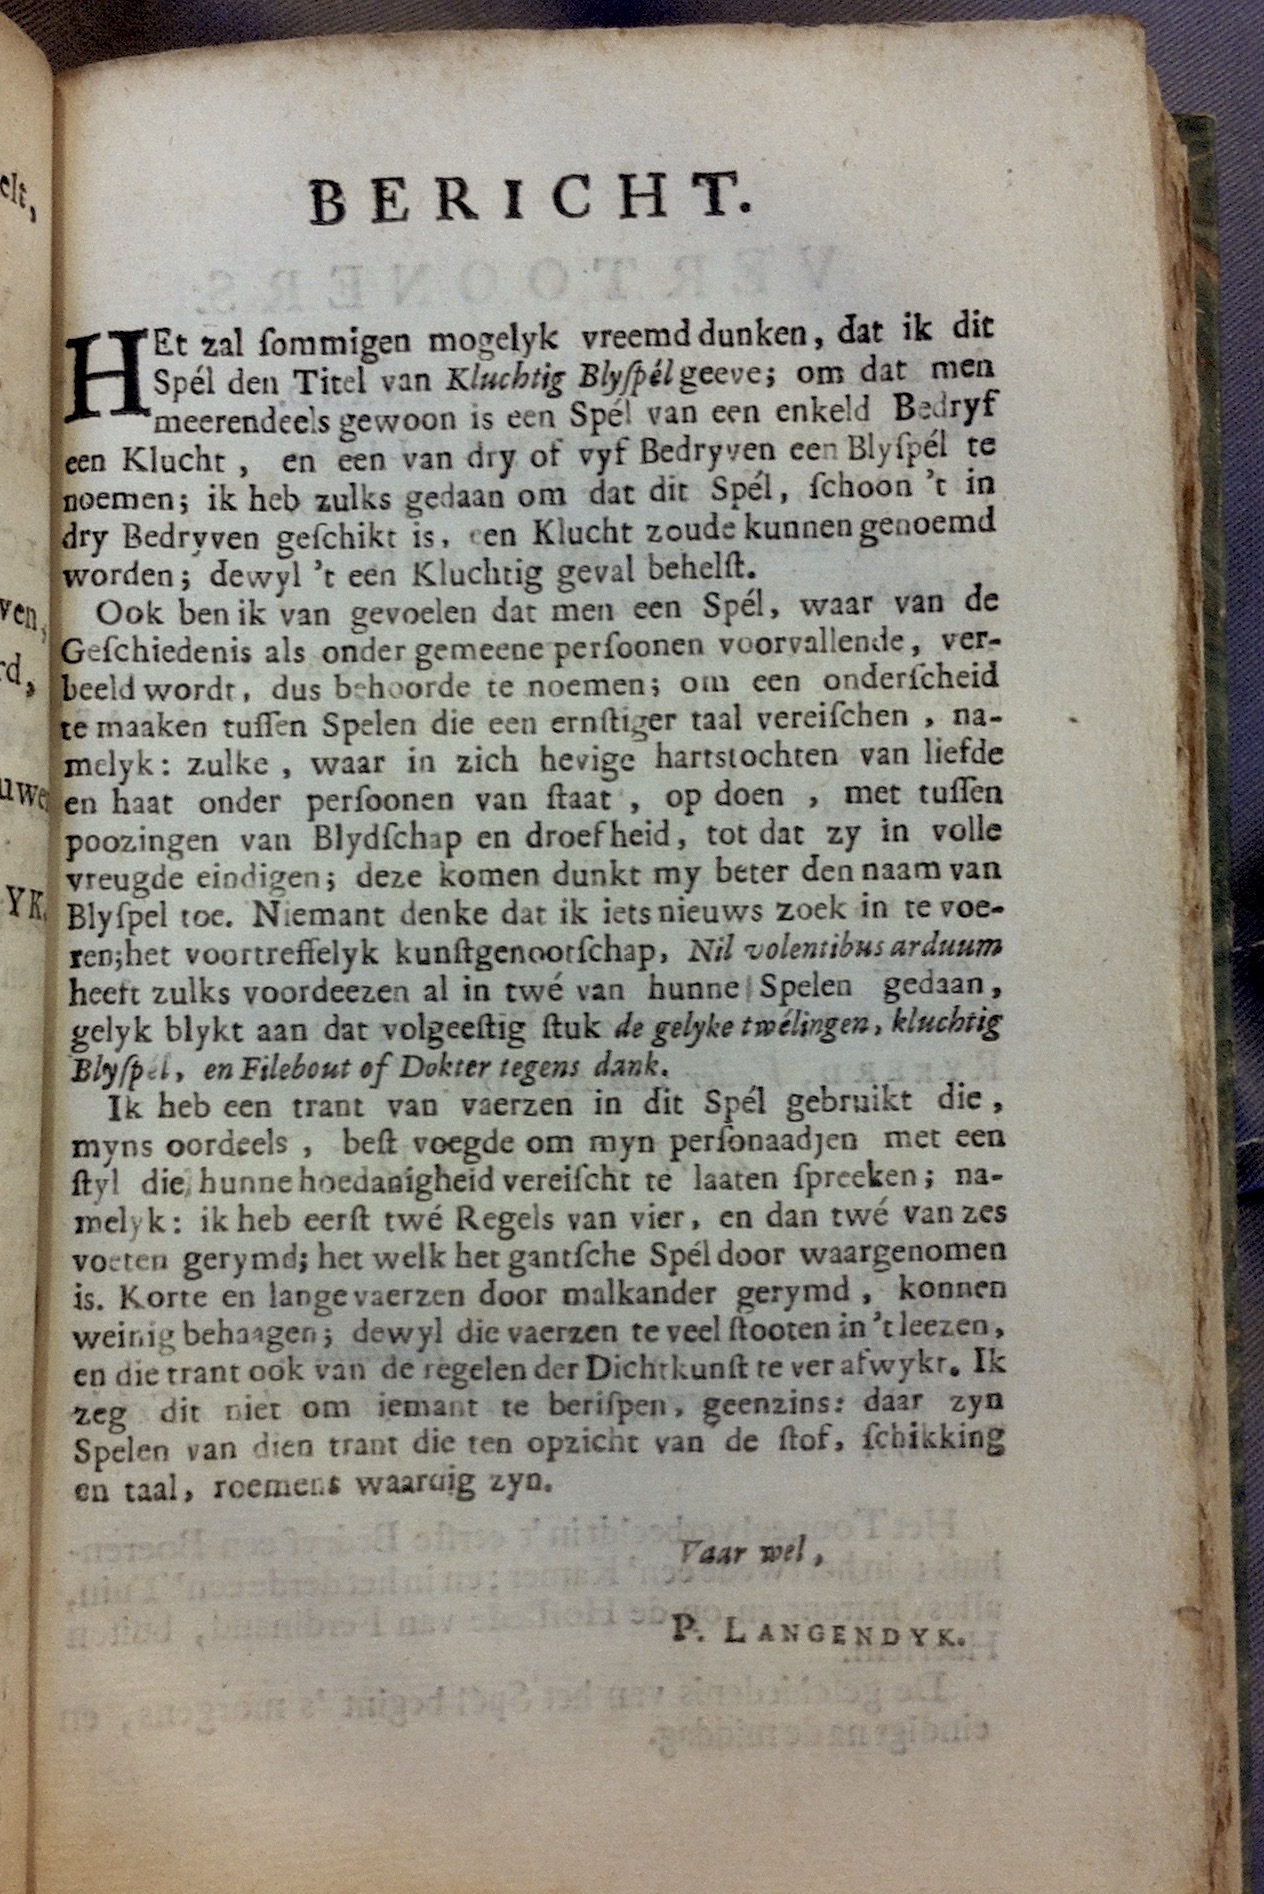 BERICHT.
HEt zal ſommigen mogelyk vreemd dunken, dat ik dit
Spél den Titel van Kluchtig Blyſpél geeve; om dat men
meerendeels gewoon is een Spél van een enkeld Bedryf
een Klucht, en een van dry of vyf Bedryven een Blyſpél te
noemen; ik heb zulks gedaan om dat dit Spél, ſchoon 't in
dry Bedryven geſchikt is, een Klucht zoude kunnen genoemd
worden; dewyl 't een Kluchtig geval behelſt.
Ook ben ik van gevoelen dat men een Spél, waar van de
Geſchiedenis als onder gemeene perſoonen voorvallende, ver-
beeld wordt, dus behoorde te noemen; om een onderſcheid
te maaken tuſſen Spelen die een ernſtiger taal vereiſchen, na-
melyk: zulke, waar in zich hevige hartstochten van liefde
en haat onder perſoonen van ſtaat, op doen, met tuſſen
poozingen van Blydſchap en droefheid, tot dat zy in volle
vreugde eindigen; deze komen dunkt my beter den naam van
Blyſpel toe. Niemant denke dat ik iets nieuws zoek in te voe-
ren; het voortreffelyk kunſtgenootſchap, Nil volentibus arduum
heeft zulks voordeezen al in twé van hunne Spelen gedaan,
gelyk blykt aan dat volgeeſtig ſtuk de gelyke twélingen, kluchtig
Blyſpél, en Filebout of Dokter tegens dank.
Ik heb een trant van vaerzen in dit Spél gebruikt die,
myns oordeels, beſt voegde om myn perſonaadjen met een
ſtyl die hunne hoedanigheid vereiſcht te laaten ſpreeken; na-
melyk: ik heb eerſt twé Regels van vier, en dan twé van zes
voeten gerymd; het welk het gantſche Spél door waargenomen
is. Korte en lange vaerzen door malkander gerymd, konnen
weinig behaagen; dewyl die vaerzen te veel ſtooten in 't leezen,
en die trant ook van de regelen der Dichtkunſt te ver afwykt. Ik
zeg dit niet om iemant te beriſpen, geenzins: daar zyn
Spelen van dien trant die ten opzicht van de ſtof, ſchikking
en taal, roemens waardig zyn.
Vaar wel,
P. LANGENDYK.